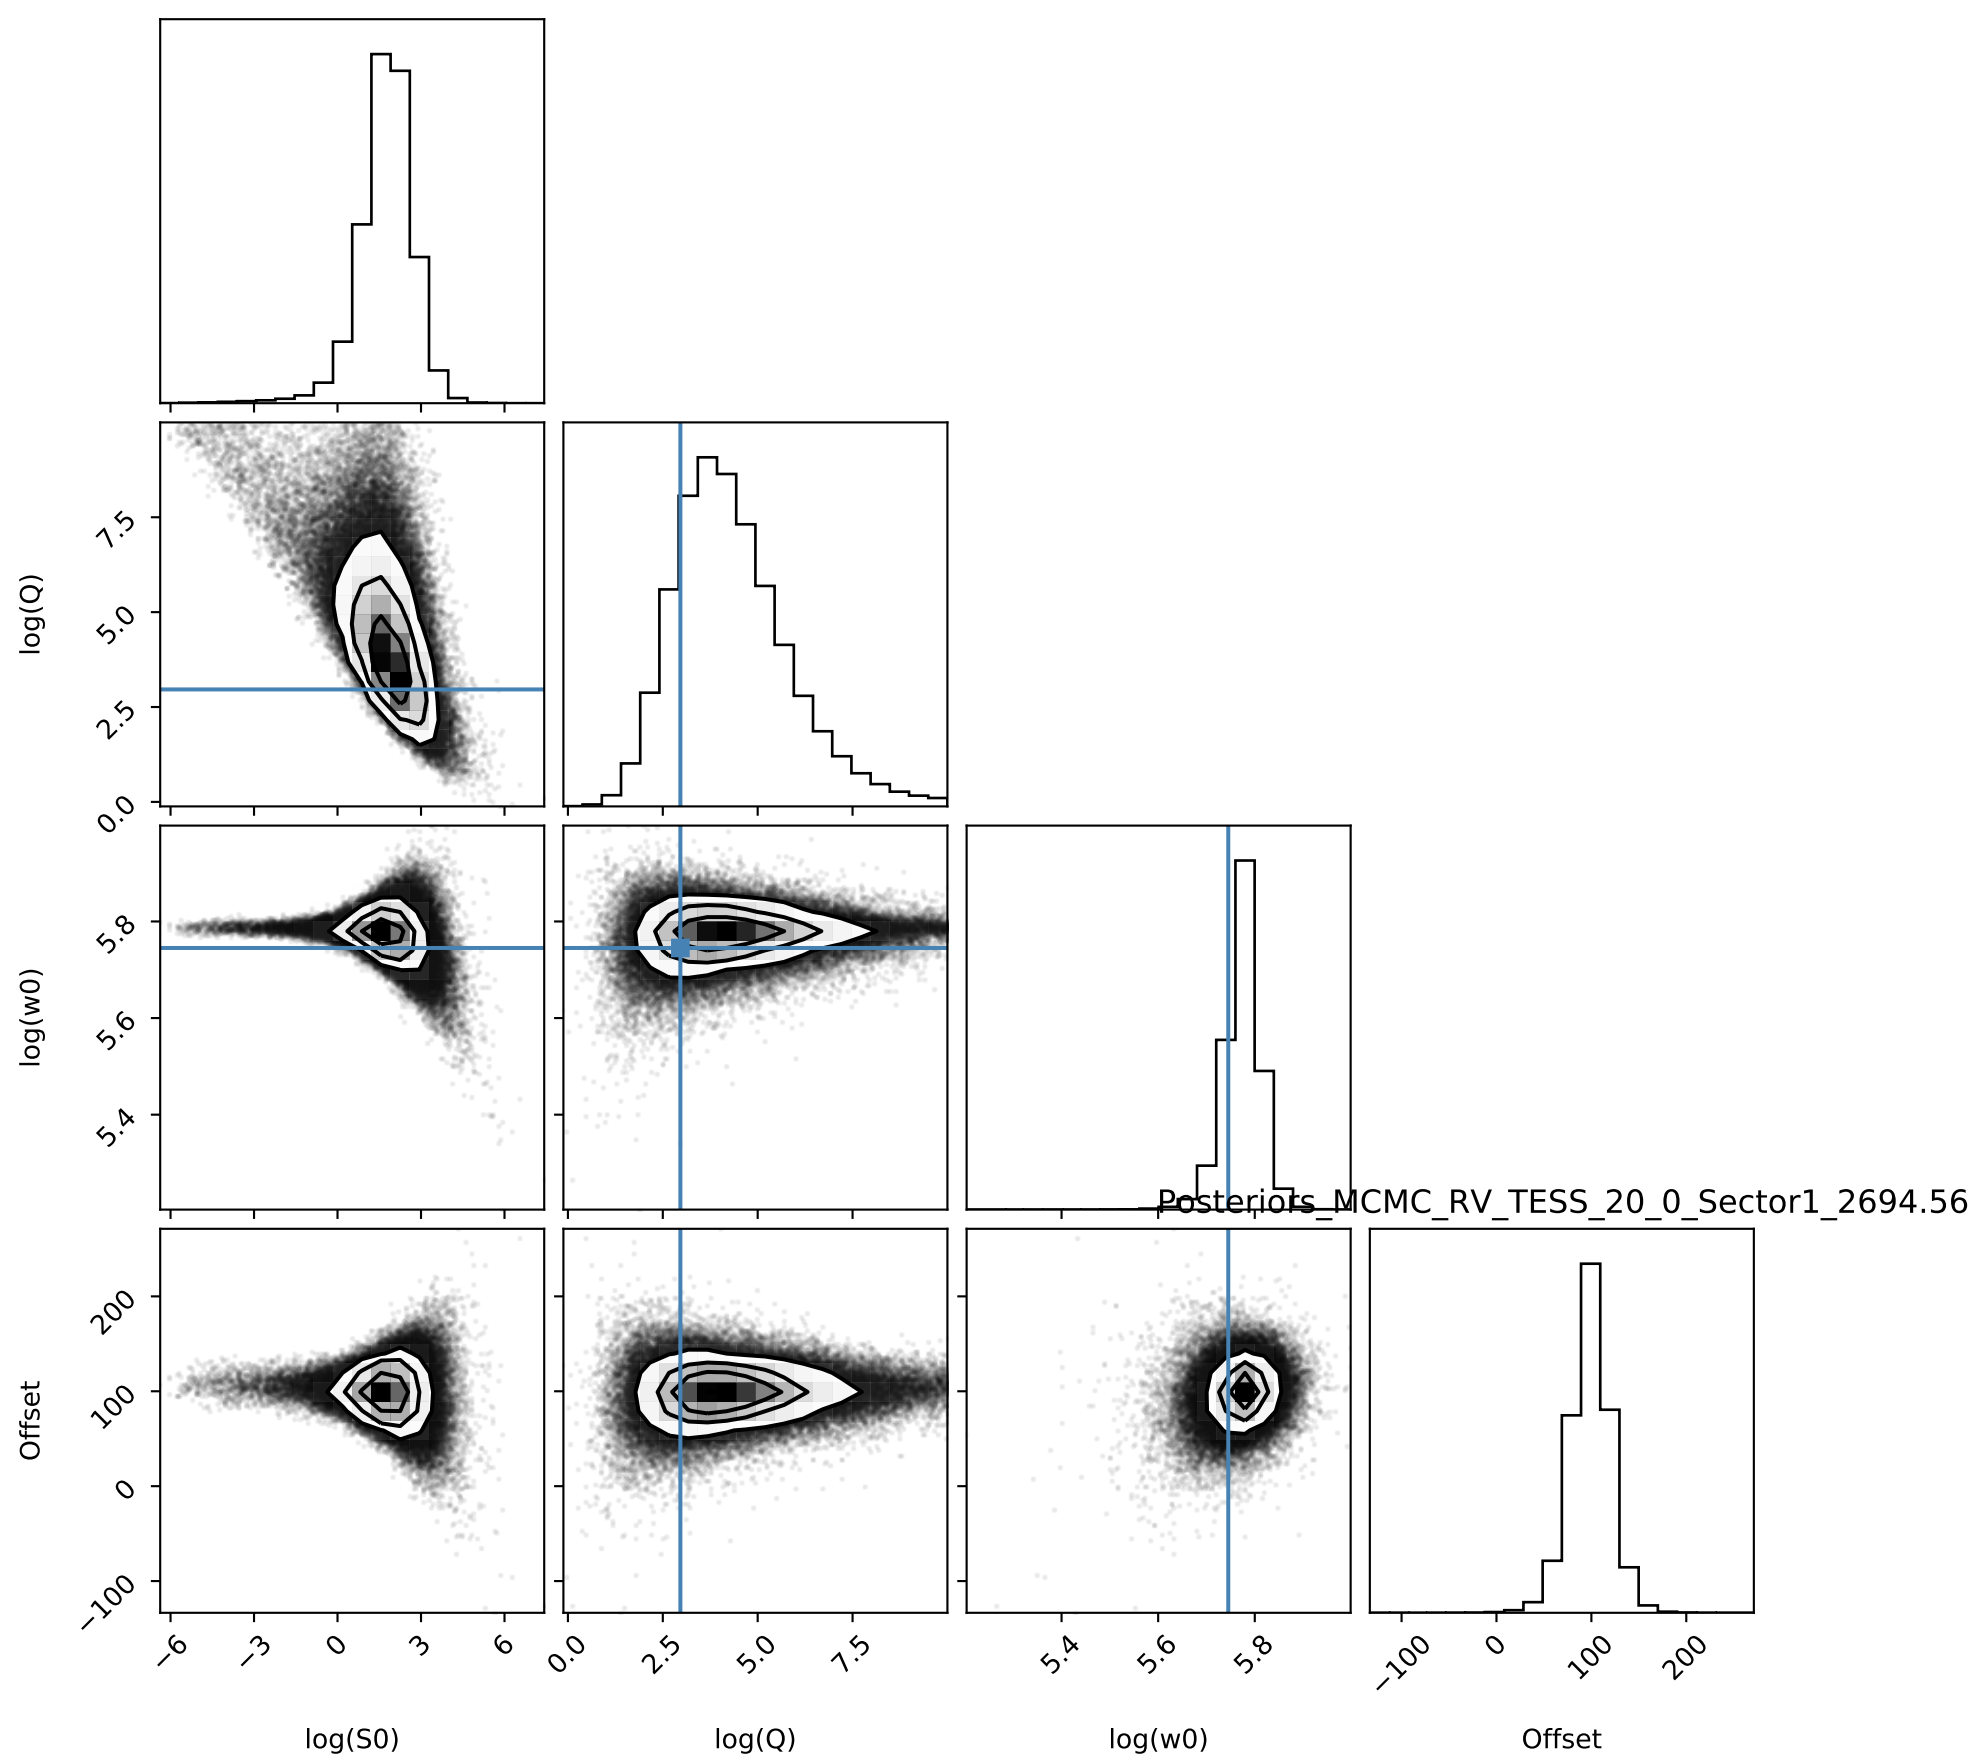 log(Q)
7.5
5.0
2.5
0.0
log(w0)
5.8
5.6
5.4
Posteriors_MCMC_RV_TESS_20_0_Sector1_2694.56
Offset
200
100
0
−100
−6 −3 0 3 6 0.0 2.5 5.0 7.5 5.4 5.6 5.8 −100 0 100 200
log(S0) log(Q) log(w0) Offset